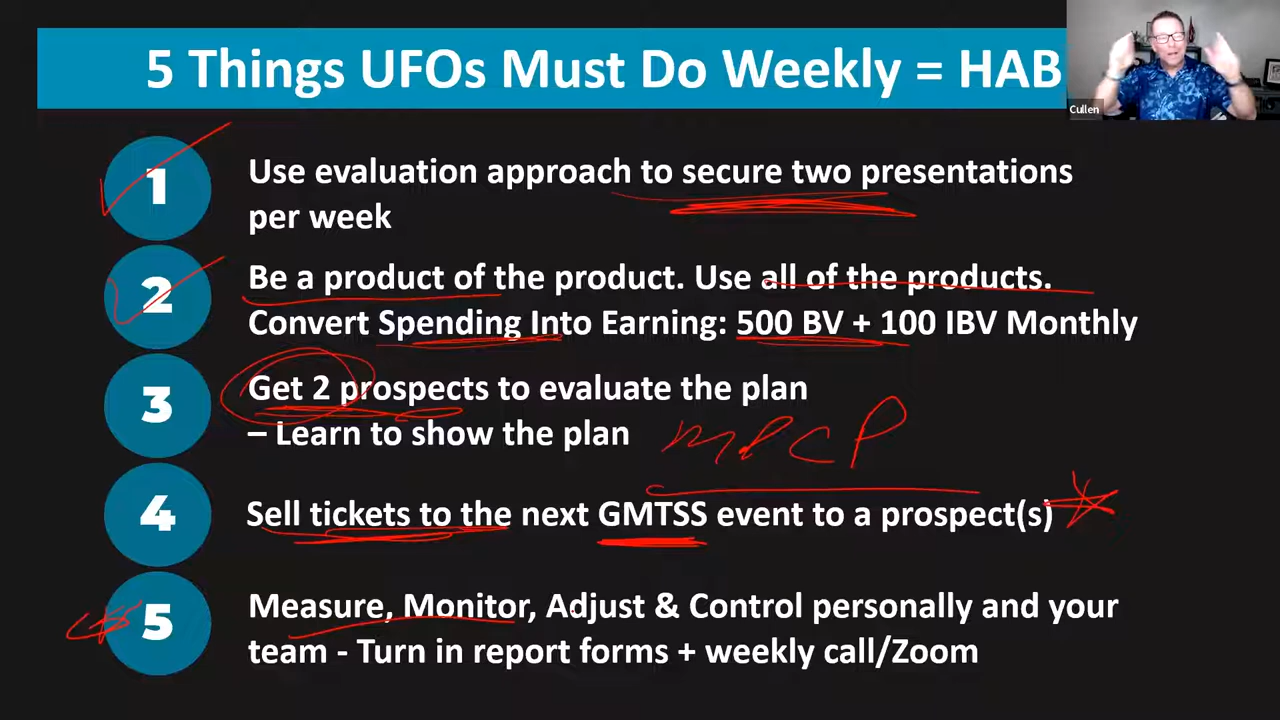 5 Things UFOs Must Do Weekly = HAB
Cullen
1
Use evaluation approach to secure two presentations
per week
2
Be a product of the product. Use all of the products.
Convert Spending Into Earning: 500 BV + 100 IBV Monthly
3
Get 2 prospects to evaluate the plan
– Learn to show the plan
MPCP
4
Sell tickets to the next GMTSS event to a prospect(s)
5
Measure, Monitor, Adjust & Control personally and your
team - Turn in report forms + weekly call/Zoom